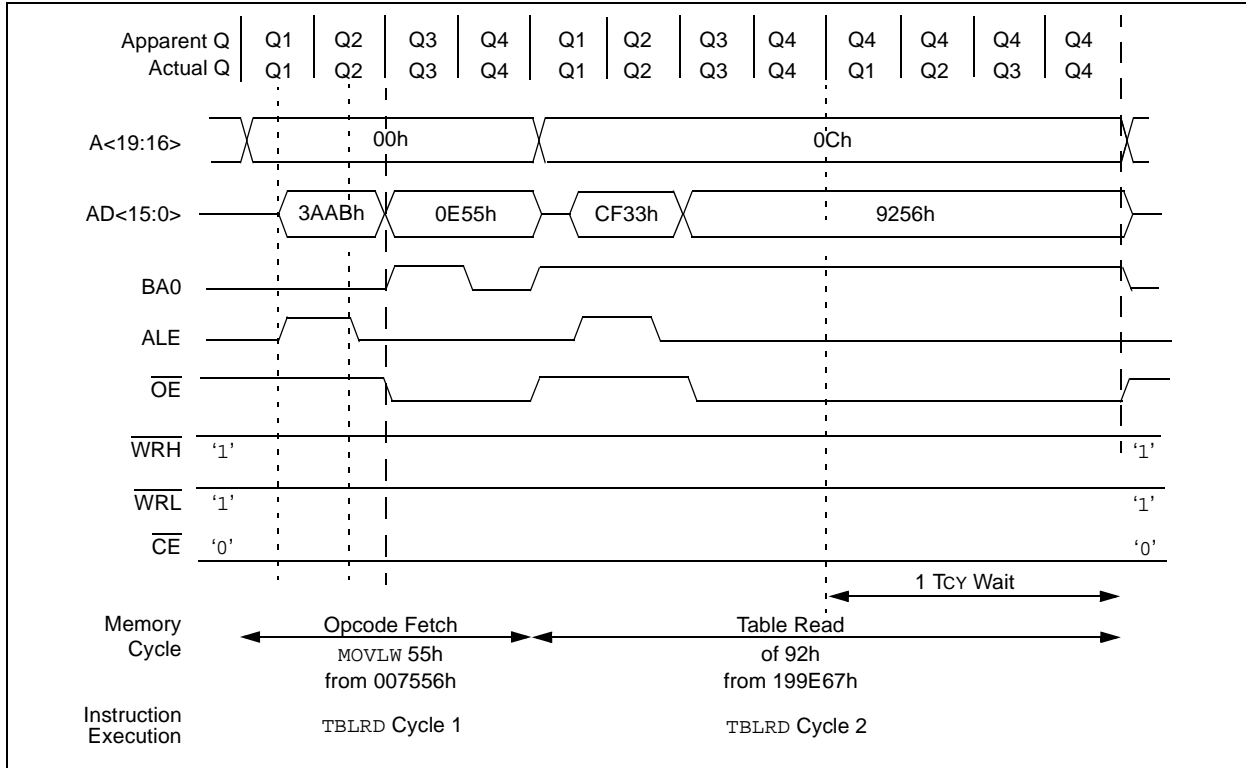 Apparent Q Q1 Q2 Q3 Q4 Q1 Q2 Q3 Q4 Q4 Q4 Q4 Q4
Actual Q Q1 Q2 Q3 Q4 Q1 Q2 Q3 Q4 Q1 Q2 Q3 Q4
A<19:16> 00h 0Ch
AD<15:0> 3AABh 0E55h CF33h 9256h
BA0
ALE
OE
WRH ‘1’ ‘1’
WRL ‘1’ ‘1’
CE ‘0’ ‘0’
1 TCY Wait
Memory Cycle
Opcode Fetch
MOVLW 55h
from 007556h
Table Read
of 92h
from 199E67h
Instruction
Execution
TBLRD Cycle 1
TBLRD Cycle 2